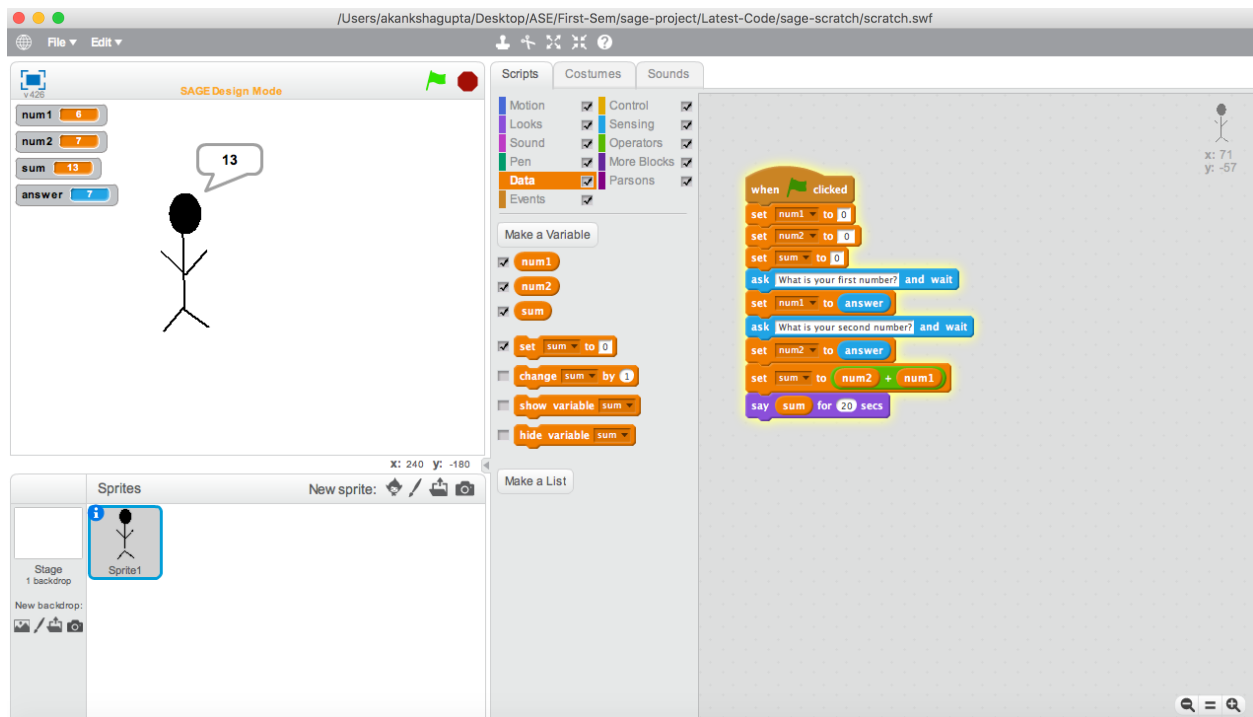 /Users/akankshagupta/Desktop/ASE/First-Sem/sage-project/Latest-Code/sage-scratch/scratch.swf
File Edit
v426
SAGE Design Mode
num1 6
num2 7
sum 13
answer 7
13
x: 240 y: -180
Sprites
New sprite:
Stage
1 backdrop
New backdrop:
Sprite1
Scripts Costumes Sounds
Motion Control
Looks Sensing
Sound Operators
Pen More Blocks
Data Parsons
Events
Make a Variable
num1
num2
sum
set sum to 0
change sum by 1
show variable sum
hide variable sum
Make a List
x: 71
y: -57
when clicked
set num1 to 0
set num2 to 0
set sum to 0
ask What is your first number? and wait
set num1 to answer
ask What is your second number? and wait
set num2 to answer
set sum to num2 + num1
say sum for 20 secs